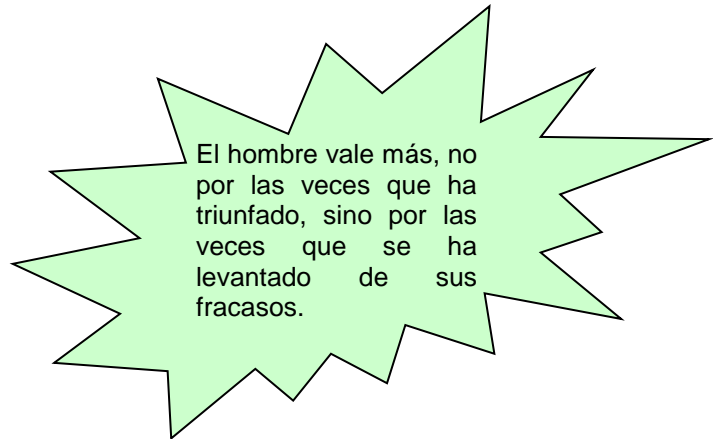 El hombre vale más, no
por las veces que ha
triunfado, sino por las
veces que se ha
levantado de sus
fracasos.